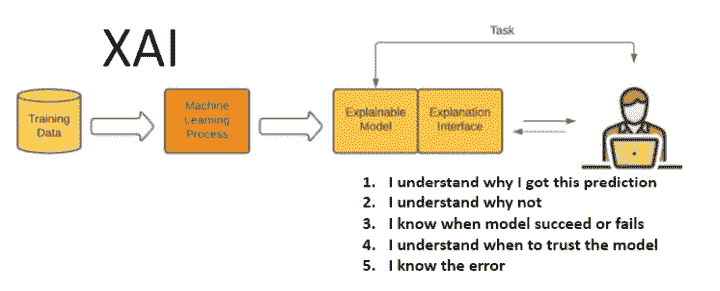 XAI
Task
Training
Data
Machine
Learning
Process
Explainable
Model
Explanation
Interface
1. I understand why I got this prediction
2. I understand why not
3. I know when model succeed or fails
4. I understand when to trust the model
5. I know the error